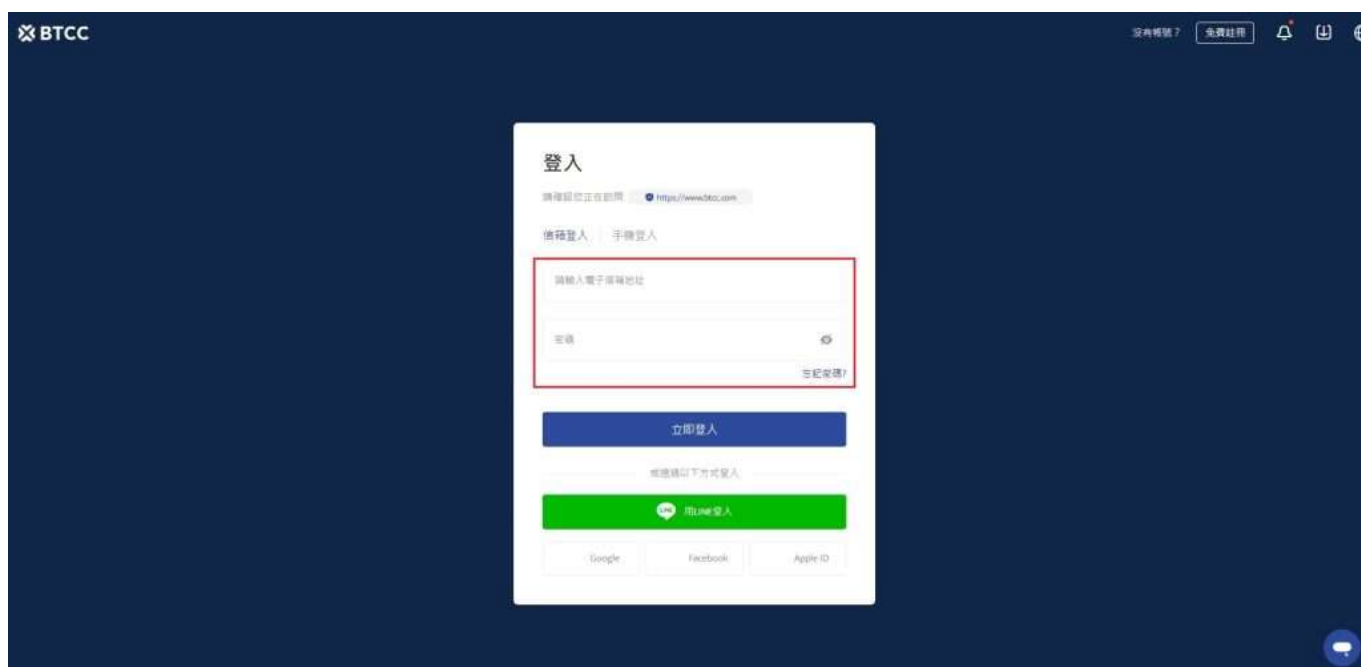 BTCC
沒有帳號？ 免費註冊
登入
請確認您正在訪問 https://www.btcc.com
信箱登入 手機登入
請輸入電子信箱地址
密碼
忘記密碼?
立即登入
或透過以下方式登入
LINE 用LINE登入
Google Facebook Apple ID